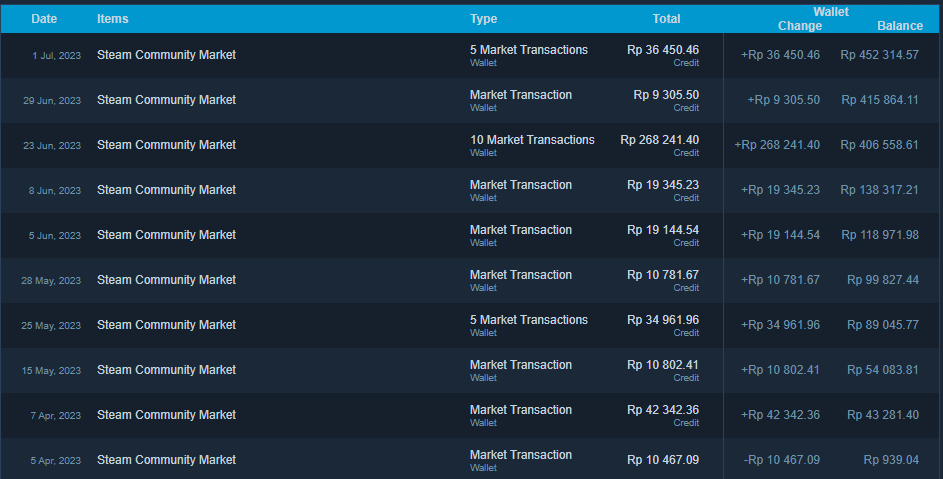 Date Items Type Total Wallet Change Balance
1 Jul, 2023 Steam Community Market 5 Market Transactions Rp 36 450.46 +Rp 36 450.46 Rp 452 314.57
Wallet Credit
29 Jun, 2023 Steam Community Market Market Transaction Rp 9 305.50 +Rp 9 305.50 Rp 415 864.11
Wallet Credit
23 Jun, 2023 Steam Community Market 10 Market Transactions Rp 268 241.40 +Rp 268 241.40 Rp 406 558.61
Wallet Credit
8 Jun, 2023 Steam Community Market Market Transaction Rp 19 345.23 +Rp 19 345.23 Rp 138 317.21
Wallet Credit
5 Jun, 2023 Steam Community Market Market Transaction Rp 19 144.54 +Rp 19 144.54 Rp 118 971.98
Wallet Credit
28 May, 2023 Steam Community Market Market Transaction Rp 10 781.67 +Rp 10 781.67 Rp 99 827.44
Wallet Credit
25 May, 2023 Steam Community Market 5 Market Transactions Rp 34 961.96 +Rp 34 961.96 Rp 89 045.77
Wallet Credit
15 May, 2023 Steam Community Market Market Transaction Rp 10 802.41 +Rp 10 802.41 Rp 54 083.81
Wallet Credit
7 Apr, 2023 Steam Community Market Market Transaction Rp 42 342.36 +Rp 42 342.36 Rp 43 281.40
Wallet Credit
5 Apr, 2023 Steam Community Market Market Transaction Rp 10 467.09 -Rp 10 467.09 Rp 939.04
Wallet